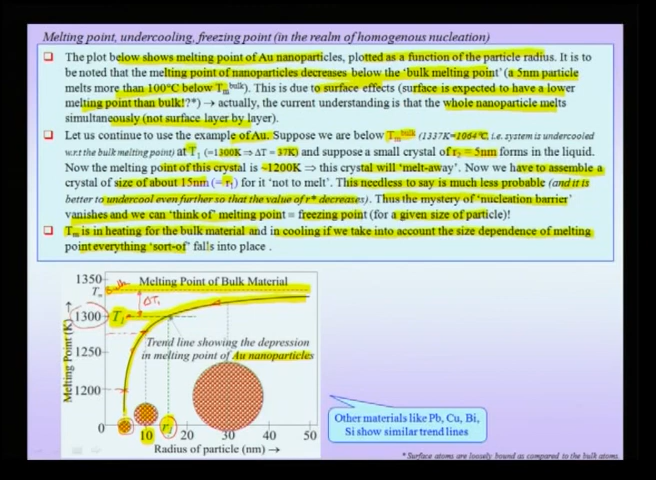 Melting point, undercooling, freezing point (in the realm of homogenous nucleation)
The plot below shows melting point of Au nanoparticles, plotted as a function of the particle radius. It is to
be noted that the melting point of nanoparticles decreases below the 'bulk melting point' (a 5nm particle
melts more than 100°C below Tm bulk). This is due to surface effects (surface is expected to have a lower
melting point than bulk!?*) → actually, the current understanding is that the whole nanoparticle melts
simultaneously (not surface layer by layer).
Let us continue to use the example of Au. Suppose we are below Tm bulk (1337K=1064°C, i.e. system is undercooled
w.r.t the bulk melting point) at T1 (=1300K ⇒ ΔT = 37K) and suppose a small crystal of r2 = 5nm forms in the liquid.
Now the melting point of this crystal is ~1200K ⇒ this crystal will 'melt-away'. Now we have to assemble a
crystal of size of about 15nm (= r1) for it 'not to melt'. This needless to say is much less probable (and it is
better to undercool even further so that the value of r* decreases). Thus the mystery of 'nucleation barrier'
vanishes and we can 'think of' melting point = freezing point (for a given size of particle)!
Tm is in heating for the bulk material and in cooling if we take into account the size dependence of melting
point everything 'sort-of' falls into place .
Melting Point of Bulk Material
1350
Tm bulk
ΔT1
1300
T1
Trend line showing the depression
in melting point of Au nanoparticles
1250
1200
Melting Point (K) →
0
10
r1
20
30
40
50
Radius of particle (nm) →
Other materials like Pb, Cu, Bi,
Si show similar trend lines
* Surface atoms are loosely bound as compared to the bulk atoms.